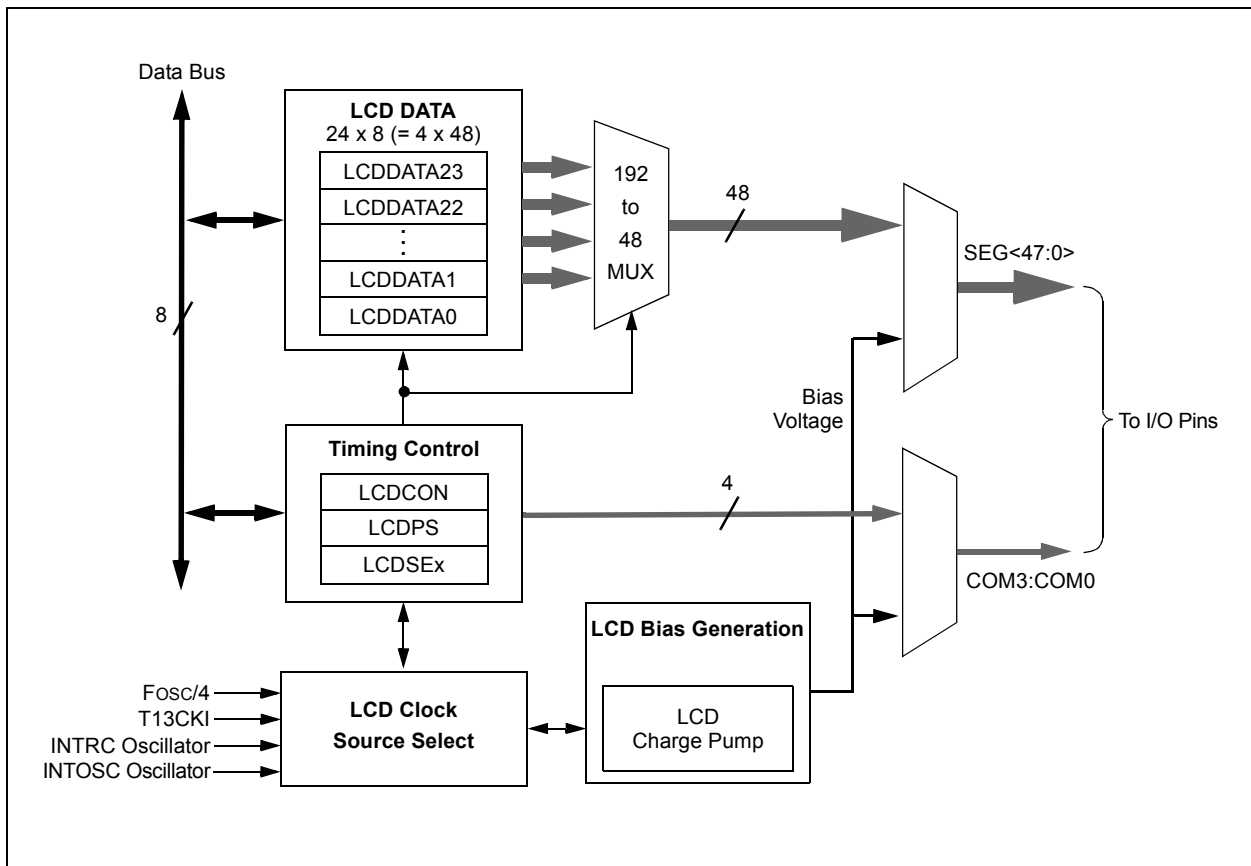 Data Bus
8
LCD DATA
24 x 8 (= 4 x 48)
LCDDATA23
LCDDATA22
⋮
LCDDATA1
LCDDATA0
192
to
48
MUX
48
SEG<47:0>
Bias
Voltage
To I/O Pins
Timing Control
LCDCON
LCDPS
LCDSEx
4
COM3:COM0
LCD Bias Generation
LCD
Charge Pump
LCD Clock
Source Select
FOSC/4
T13CKI
INTRC Oscillator
INTOSC Oscillator